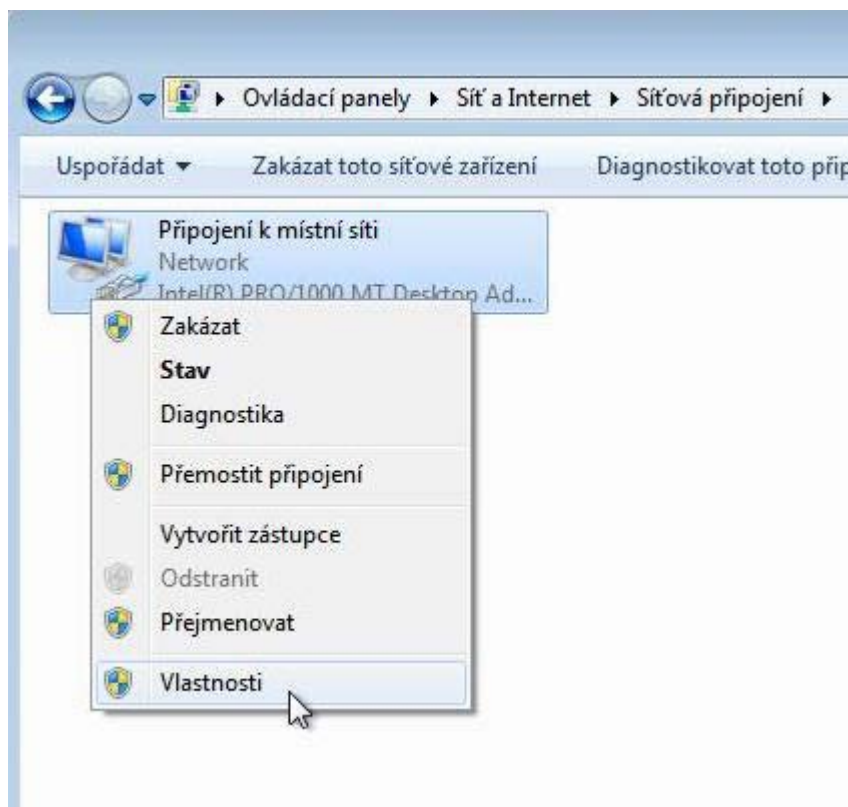 Ovládací panely Síť a Internet Síťová připojení
Uspořádat Zakázat toto síťové zařízení Diagnostikovat toto přip
Připojení k místní síti
Network
Intel(R) PRO/1000 MT Desktop Ad...
Zakázat
Stav
Diagnostika
Přemostit připojení
Vytvořit zástupce
Odstranit
Přejmenovat
Vlastnosti